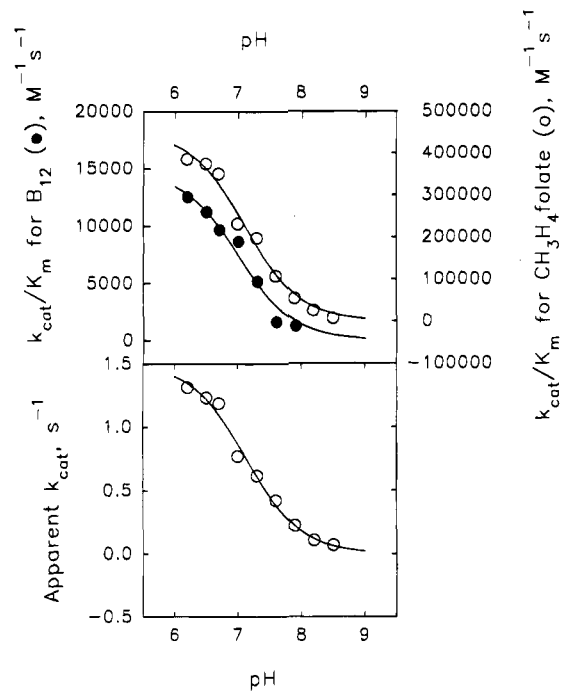 pH
6 7 8 9
k_cat/K_m for B_12 (●), M^−1 s^−1
20000
15000
10000
5000
0
500000
400000
300000
200000
100000
0
−100000
k_cat/K_m for CH_3H_4folate (o), M^−1 s^−1
Apparent k_cat, s^−1
1.5
1.0
0.5
0.0
−0.5
6 7 8 9
pH